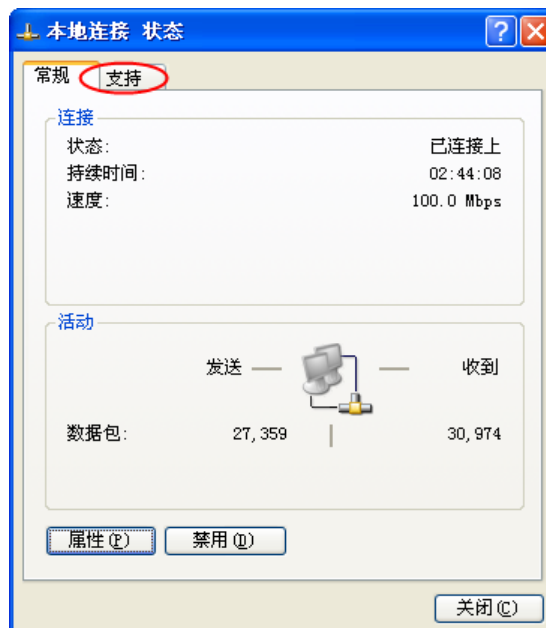 本地连接 状态
常规 支持
连接
状态: 已连接上
持续时间: 02:44:08
速度: 100.0 Mbps
活动
发送 收到
数据包: 27,359 30,974
属性(P) 禁用(D)
关闭(C)